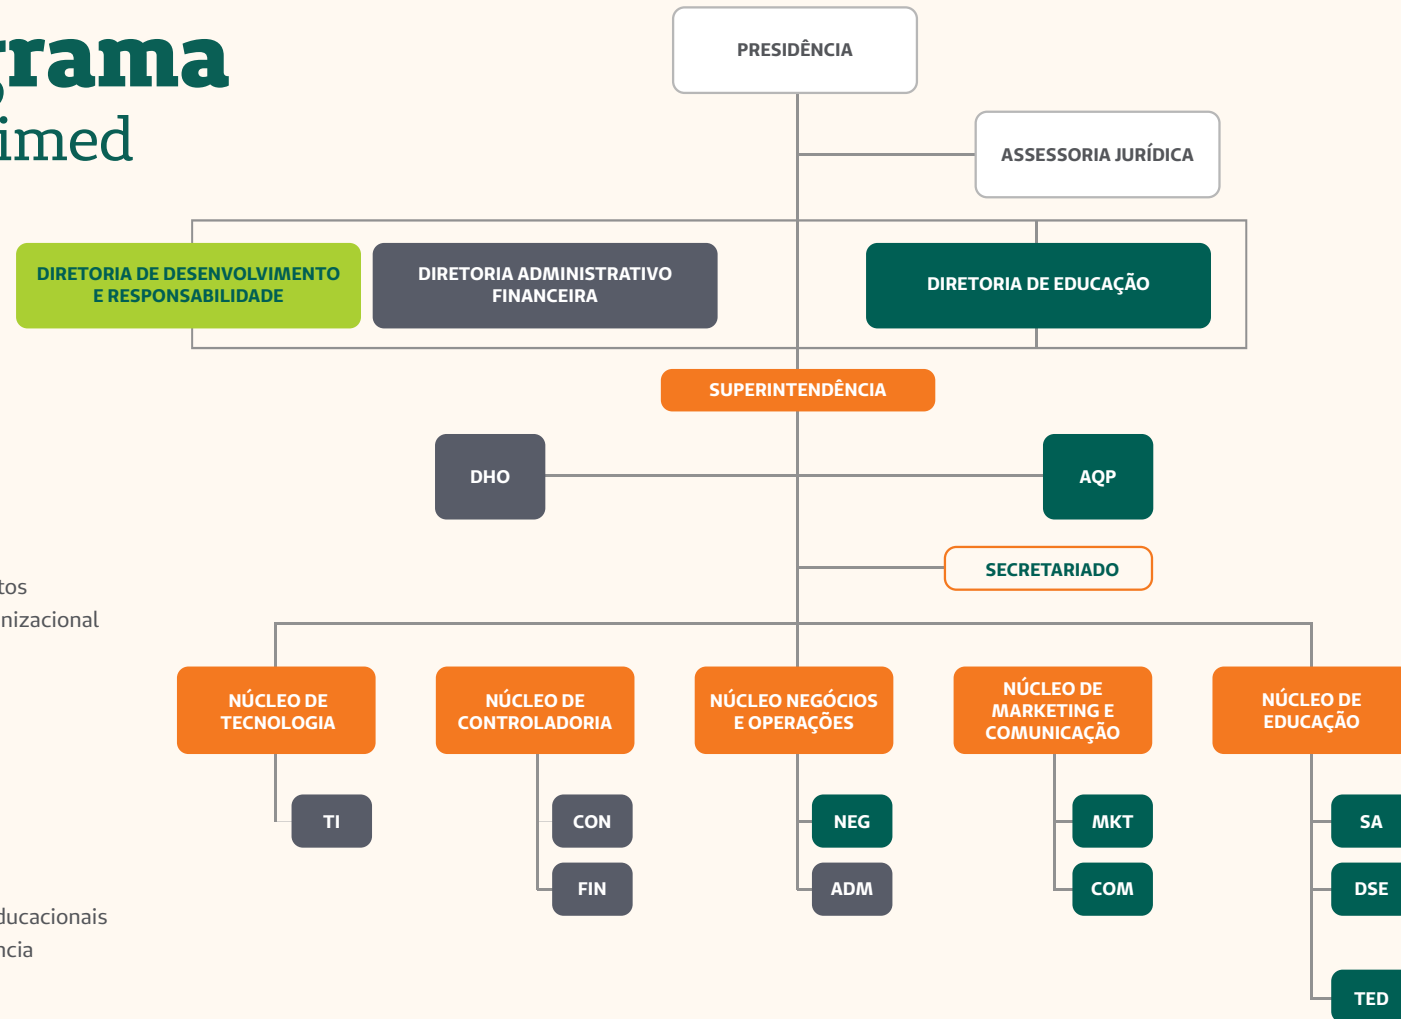 grama
imed
PRESIDÊNCIA
ASSESSORIA JURÍDICA
DIRETORIA DE DESENVOLVIMENTO
E RESPONSABILIDADE
DIRETORIA ADMINISTRATIVO
FINANCEIRA
DIRETORIA DE EDUCAÇÃO
SUPERINTENDÊNCIA
DHO
AQP
SECRETARIADO
tos
nizacional
NÚCLEO DE
TECNOLOGIA
NÚCLEO DE
CONTROLADORIA
NÚCLEO NEGÓCIOS
E OPERAÇÕES
NÚCLEO DE
MARKETING E
COMUNICAÇÃO
NÚCLEO DE
EDUCAÇÃO
TI
CON
FIN
NEG
ADM
MKT
COM
SA
DSE
TED
ducacionais
ncia